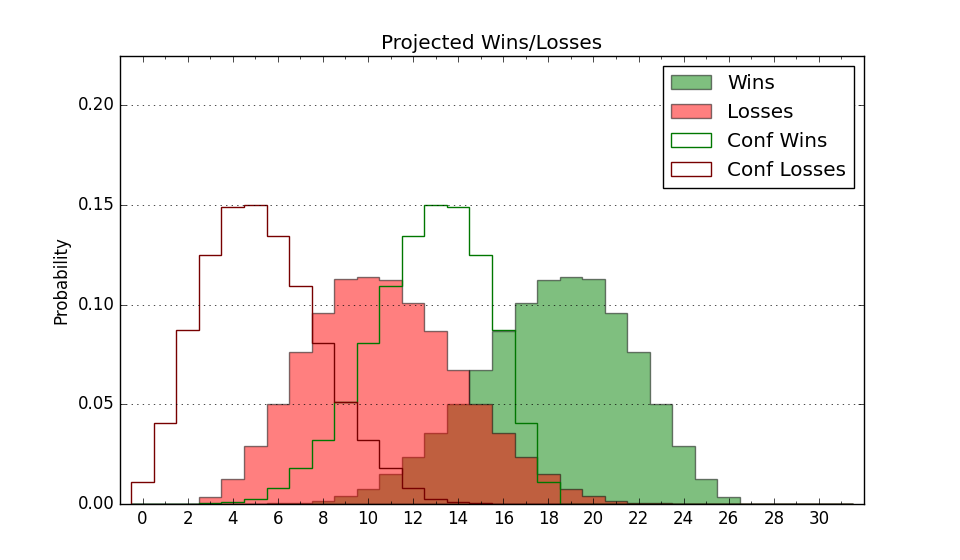 Projected Wins/Losses
Wins
Losses
Conf Wins
Conf Losses
Probability
0.20
0.15
0.10
0.05
0.00
0 2 4 6 8 10 12 14 16 18 20 22 24 26 28 30